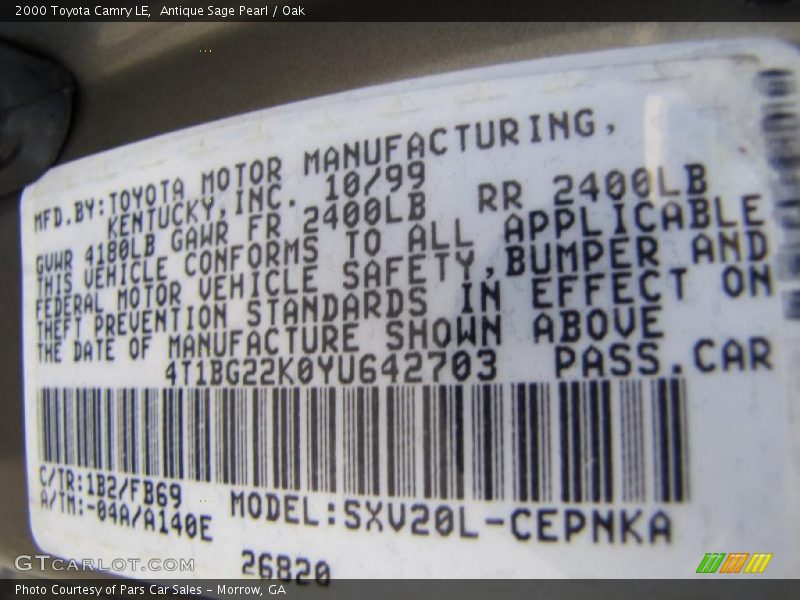 2000 Toyota Camry LE,  Antique Sage Pearl / Oak
MFD.BY:TOYOTA MOTOR MANUFACTURING,
KENTUCKY,INC. 10/99
GVWR 4180LB GAWR FR 2400LB RR 2400LB
THIS VEHICLE CONFORMS TO ALL APPLICABLE
FEDERAL MOTOR VEHICLE SAFETY,BUMPER AND
THEFT PREVENTION STANDARDS IN EFFECT ON
THE DATE OF MANUFACTURE SHOWN ABOVE
4T1BG22K0YU642703 PASS.CAR
C/TR:1B2/FB69
A/TM:-04A/A140E
MODEL:SXV20L-CEPNKA
26820
GTCARLOT.COM
Photo Courtesy of Pars Car Sales - Morrow, GA